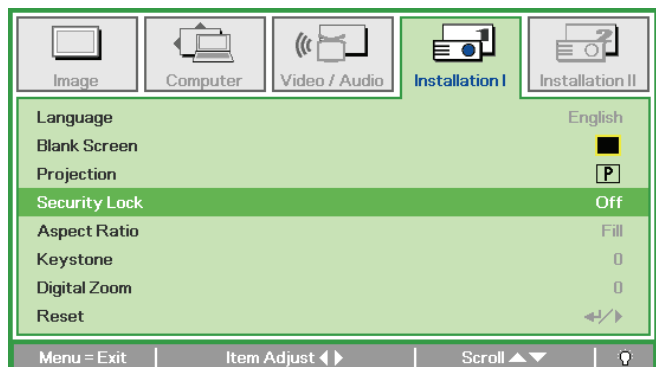 Image Computer Video / Audio Installation I Installation II
Language English
Blank Screen
Projection P
Security Lock Off
Aspect Ratio Fill
Keystone 0
Digital Zoom 0
Reset
Menu = Exit Item Adjust Scroll